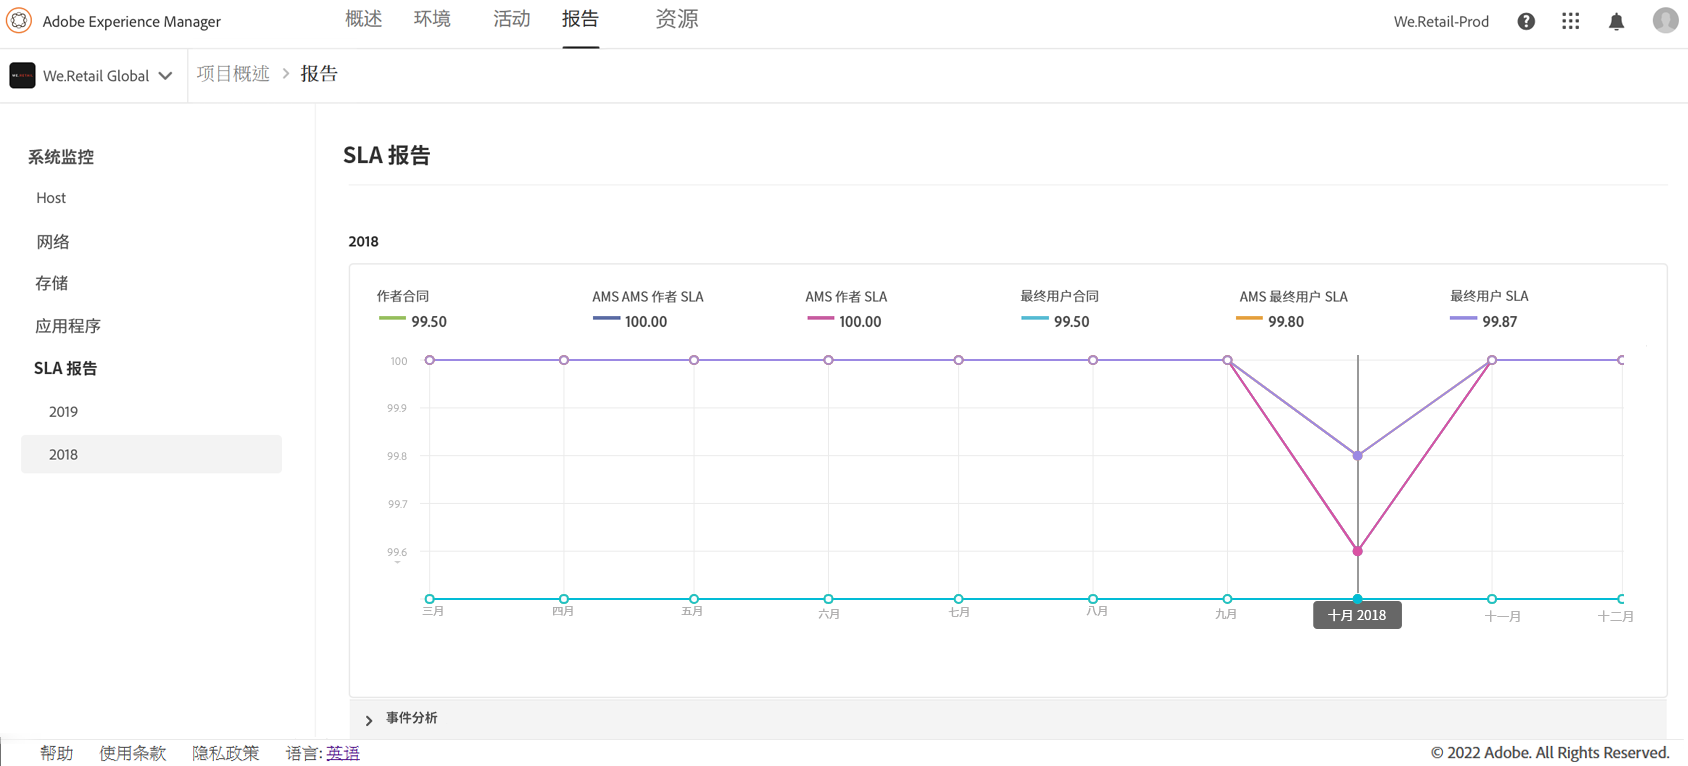 Adobe Experience Manager
概述 环境 活动 报告 资源
We.Retail-Prod
We.Retail Global
项目概述 > 报告
系统监控
Host
网络
存储
应用程序
SLA 报告
2019
2018
SLA 报告
2018
作者合同 AMS AMS 作者 SLA AMS 作者 SLA 最终用户合同 AMS 最终用户 SLA 最终用户 SLA
99.50 100.00 100.00 99.50 99.80 99.87
100
99.9
99.8
99.7
99.6
三月 四月 五月 六月 七月 八月 九月 十月 2018 十一月 十二月
事件分析
帮助 使用条款 隐私政策 语言: 英语
© 2022 Adobe. All Rights Reserved.